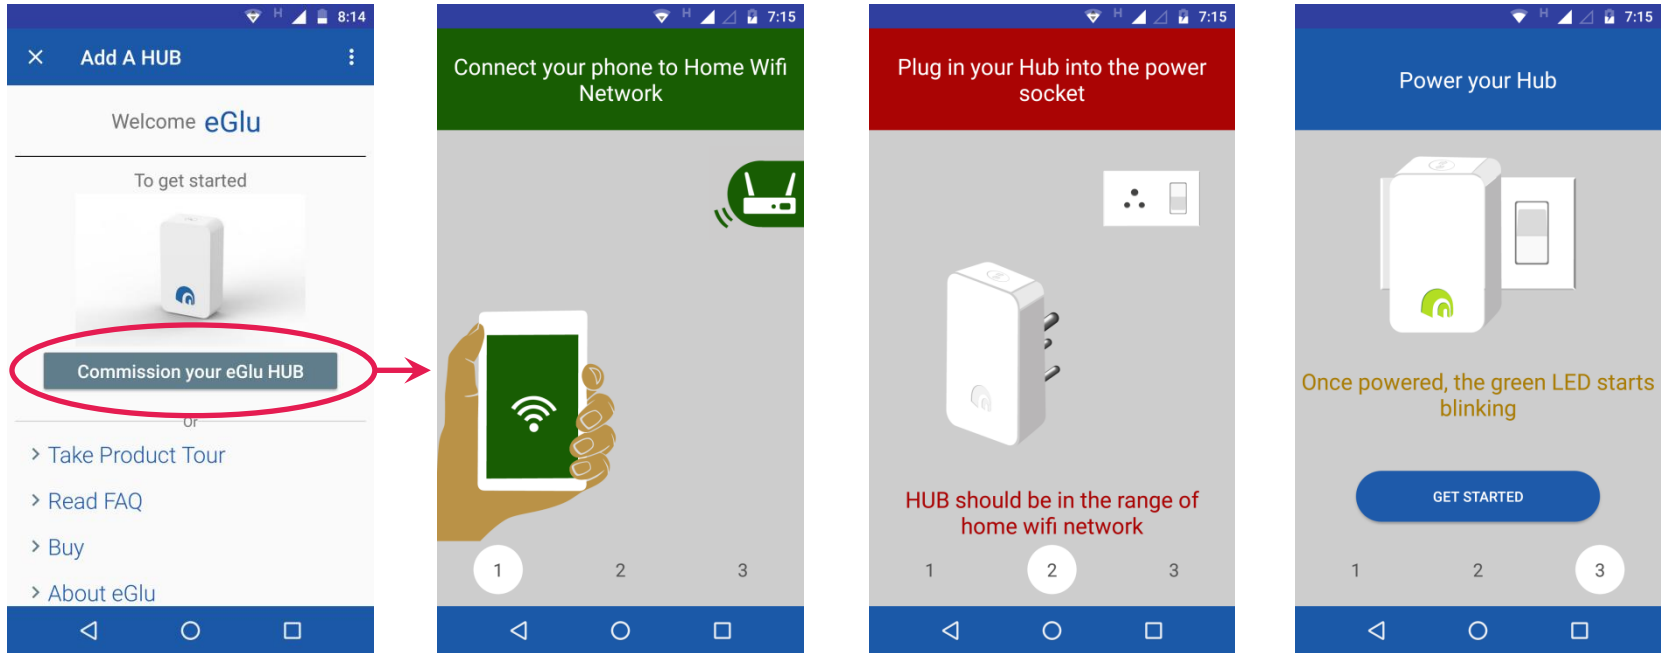 H 8:14
Add A HUB
Welcome eGlu
To get started
Commission your eGlu HUB
Or
Take Product Tour
Read FAQ
Buy
About eGlu
H 7:15
Connect your phone to Home Wifi
Network
1 2 3
H 7:15
Plug in your Hub into the power
socket
HUB should be in the range of
home wifi network
1 2 3
H 7:15
Power your Hub
Once powered, the green LED starts
blinking
GET STARTED
1 2 3